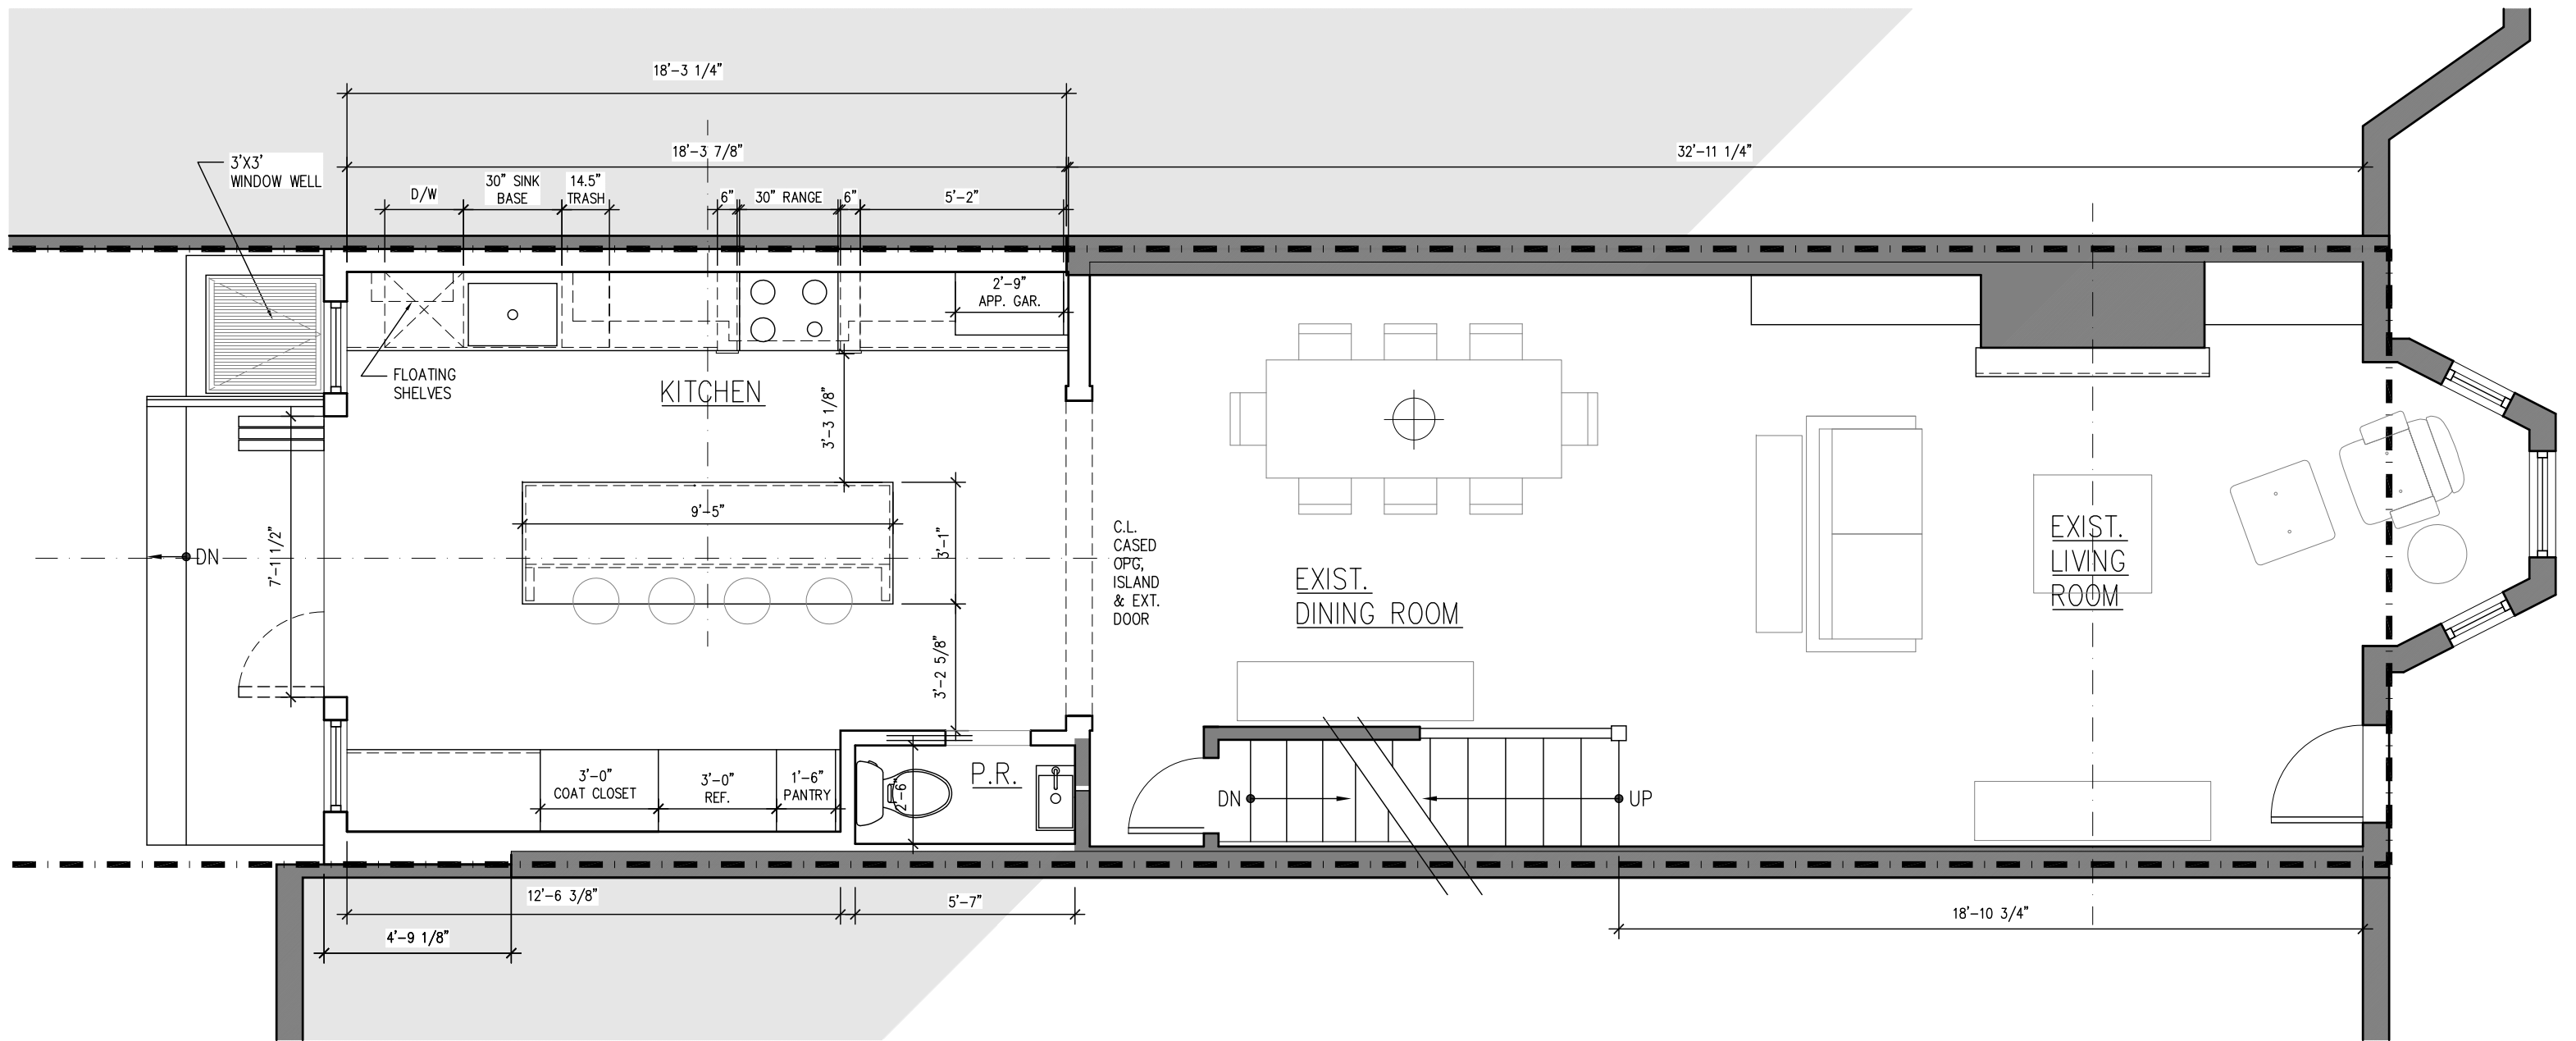 18'-3 1/4"
18'-3 7/8"
32'-11 1/4"
3'X3'
WINDOW WELL
D/W
30" SINK
BASE
14.5"
TRASH
6"
30" RANGE
6"
5'-2"
2'-9"
APP. GAR.
FLOATING
SHELVES
KITCHEN
3'-3 1/8"
9'-5"
3'-1"
DN
7'-11 1/2"
C.L.
CASED
OPG,
ISLAND
& EXT.
DOOR
EXIST.
DINING ROOM
EXIST.
LIVING
ROOM
3'-2 5/8"
3'-0"
COAT CLOSET
3'-0"
REF.
1'-6"
PANTRY
2'-6"
P.R.
DN
UP
12'-6 3/8"
5'-7"
18'-10 3/4"
4'-9 1/8"